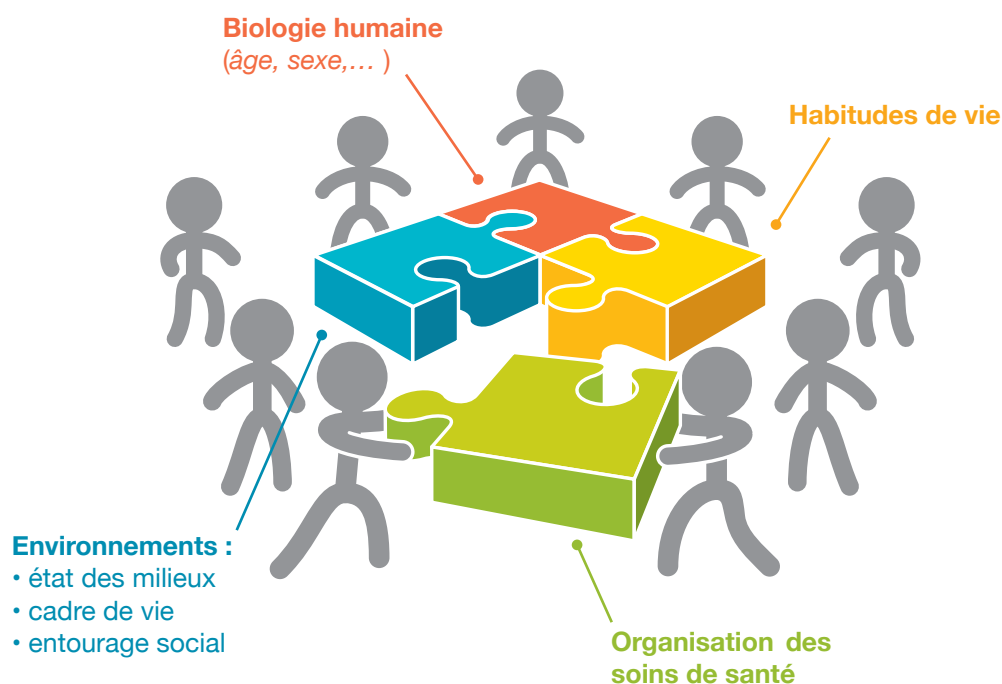 Biologie humaine
(âge, sexe,... )
Habitudes de vie
Environnements :
• état des milieux
• cadre de vie
• entourage social
Organisation des
soins de santé